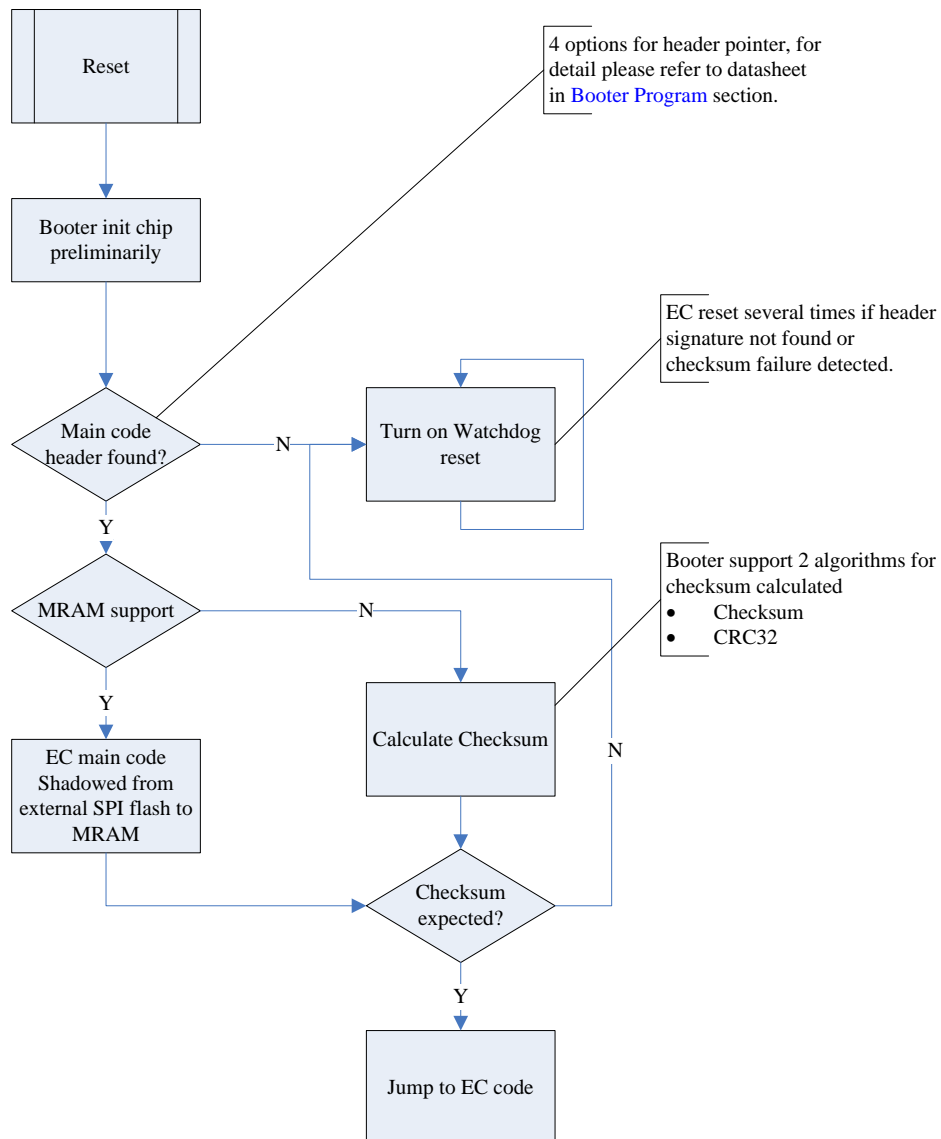 Reset
4 options for header pointer, for
detail please refer to datasheet
in Booter Program section.
Booter init chip
preliminarily
EC reset several times if header
signature not found or
checksum failure detected.
Main code
header found?
N
Turn on Watchdog
reset
Y
MRAM support
N
Booter support 2 algorithms for
checksum calculated
• Checksum
• CRC32
Y
Calculate Checksum
N
EC main code
Shadowed from
external SPI flash to
MRAM
Checksum
expected?
Y
Jump to EC code